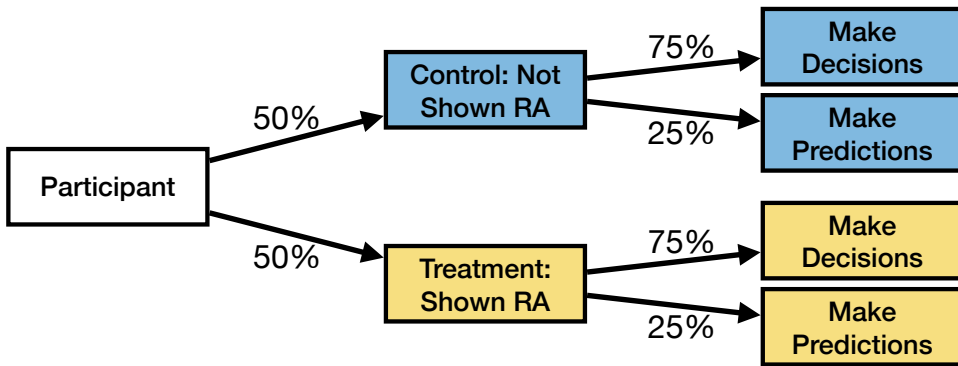 Participant
50%
50%
Control: Not
Shown RA
75%
25%
Make
Decisions
Make
Predictions
Treatment:
Shown RA
75%
25%
Make
Decisions
Make
Predictions